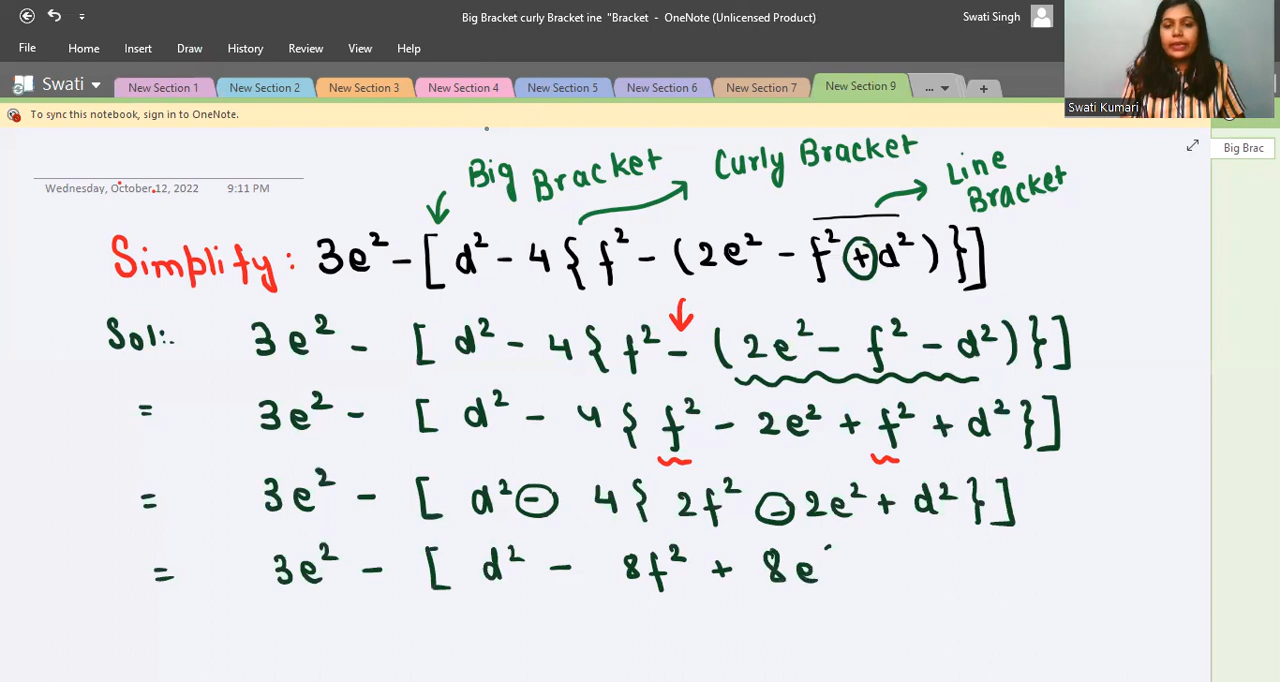 Big Bracket curly Bracket ine "Bracket - OneNote (Unlicensed Product)
Swati Singh
File Home Insert Draw History Review View Help
Swati New Section 1 New Section 2 New Section 3 New Section 4 New Section 5 New Section 6 New Section 7 New Section 9 ...
Swati Kumari
To sync this notebook, sign in to OneNote.
Big Brac
Wednesday, October 12, 2022 9:11 PM
Big Bracket Curly Bracket Line Bracket
Simplify: 3e² - [d² - 4{f² - (2e² - f² + d²)}]
Sol:. 3e² - [d² - 4{f² - (2e² - f² - d²)}]
= 3e² - [d² - 4{f² - 2e² + f² + d²}]
= 3e² - [d² - 4{2f² - 2e² + d²}]
= 3e² - [d² - 8f² + 8e